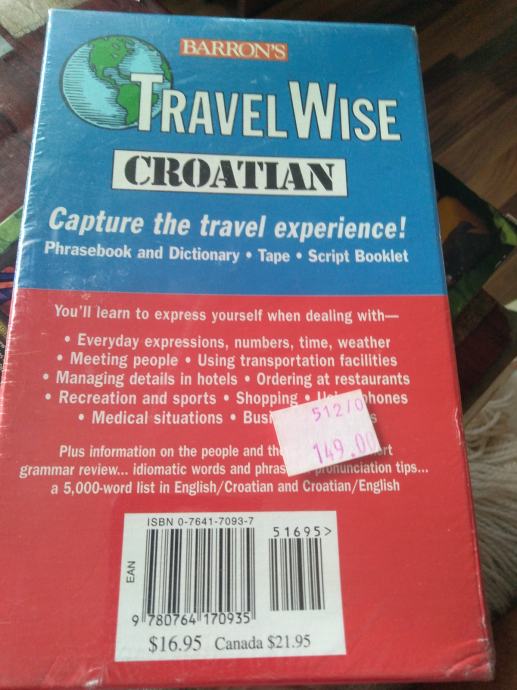 BARRON'S
TRAVELWISE
CROATIAN
Capture the travel experience!
Phrasebook and Dictionary • Tape • Script Booklet
You'll learn to express yourself when dealing with—
• Everyday expressions, numbers, time, weather
• Meeting people • Using transportation facilities
• Managing details in hotels • Ordering at restaurants
• Recreation and sports • Shopping •
• Medical situations •
512/0
149.00
Plus information on the people and
grammar review... idiomatic words and pronunciation tips...
a 5,000-word list in English/Croatian and Croatian/English
ISBN 0-7641-7093-7
51695>
EAN
9 780764 170935
$16.95 Canada $21.95